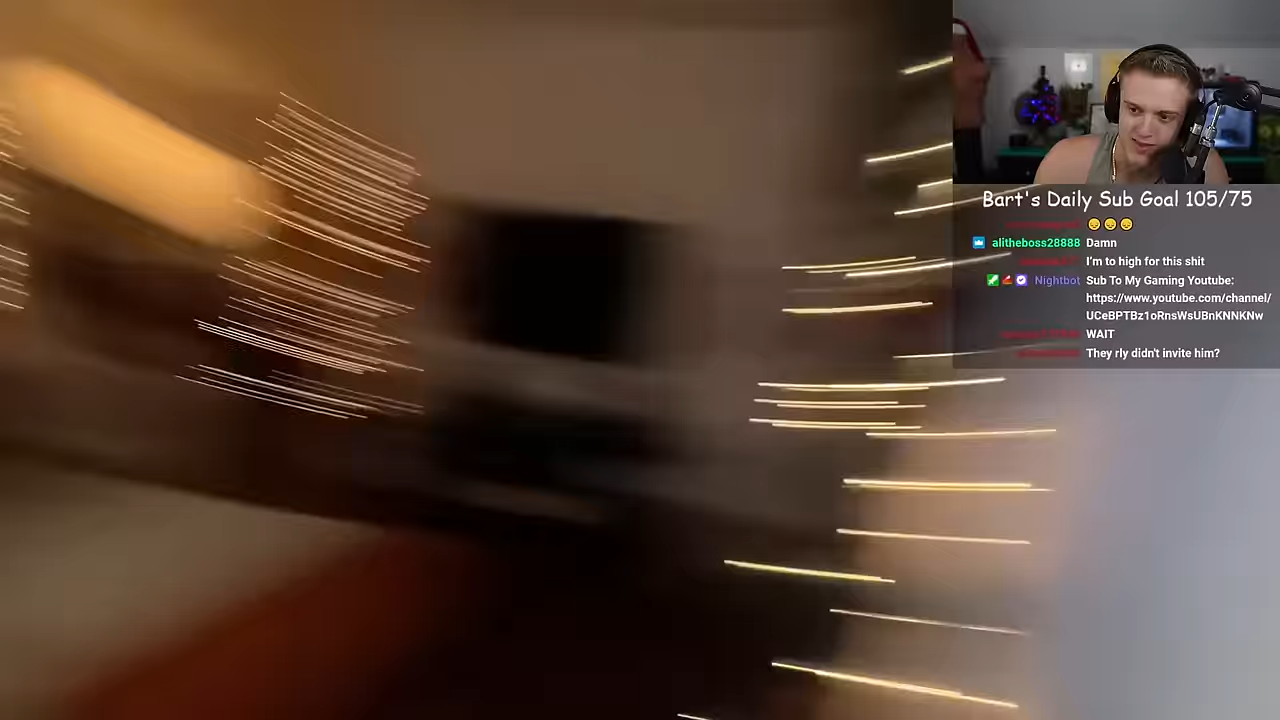 Bart's Daily Sub Goal 105/75
😔😔😔
alitheboss28888 Damn
I'm to high for this shit
Nightbot Sub To My Gaming Youtube:
https://www.youtube.com/channel/
UCeBPTBz1oRnsWsUBnKNNKNw
WAIT
They rly didn't invite him?